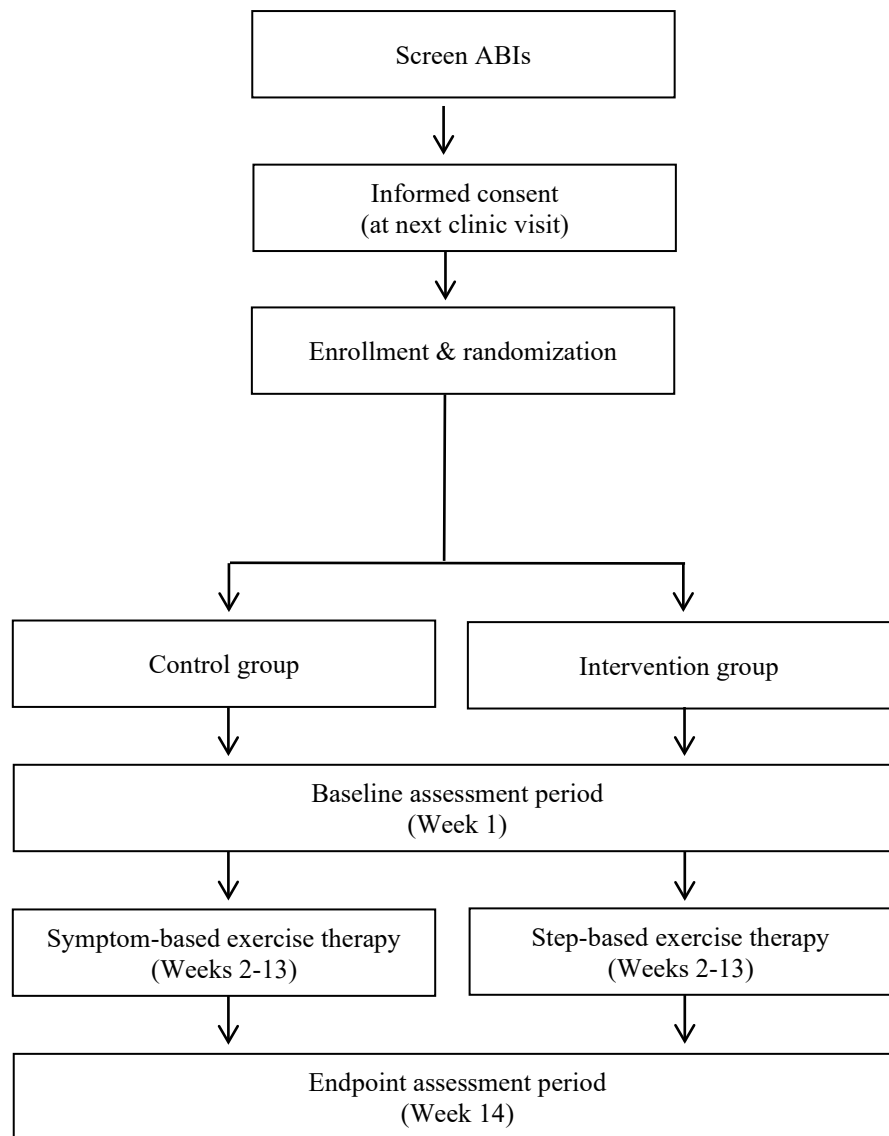 Screen ABIs
Informed consent
(at next clinic visit)
Enrollment & randomization
Control group
Intervention group
Baseline assessment period
(Week 1)
Symptom-based exercise therapy
(Weeks 2-13)
Step-based exercise therapy
(Weeks 2-13)
Endpoint assessment period
(Week 14)